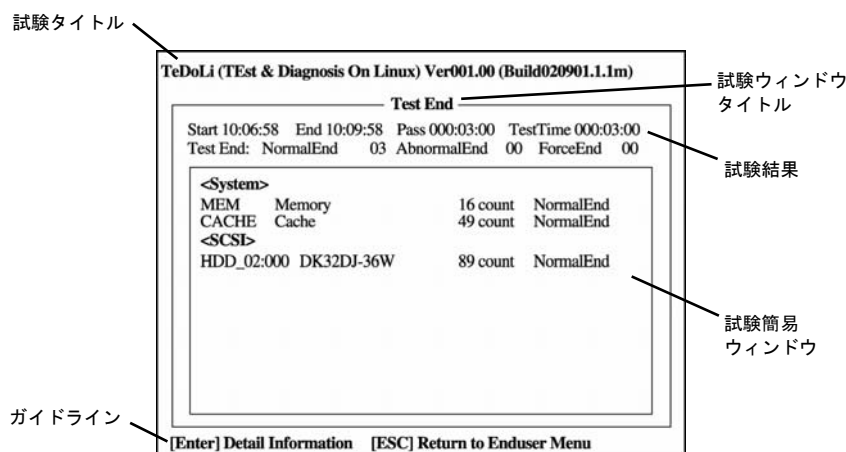 試験タイトル
TeDoLi (TEst & Diagnosis On Linux) Ver001.00 (Build020901.1.1m)
試験ウィンドウ
タイトル
Test End
Start 10:06:58 End 10:09:58 Pass 000:03:00 TestTime 000:03:00
Test End: NormalEnd 03 AbnormalEnd 00 ForceEnd 00
試験結果
<System>
MEM Memory 16 count NormalEnd
CACHE Cache 49 count NormalEnd
<SCSI>
HDD_02:000 DK32DJ-36W 89 count NormalEnd
試験簡易
ウィンドウ
ガイドライン
[Enter] Detail Information [ESC] Return to Enduser Menu